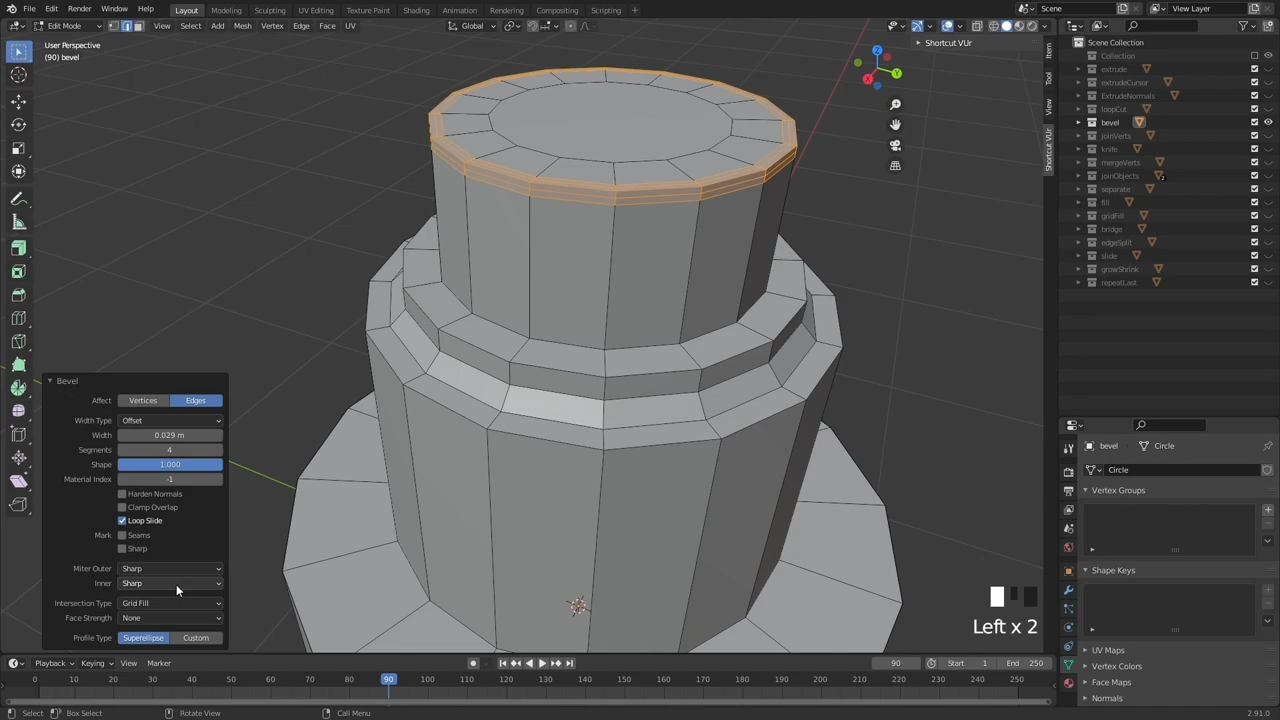 File Edit Render Window Help Layout Modeling Sculpting UV Editing Texture Paint Shading Animation Rendering Compositing Scripting + Scene View Layer
Edit Mode View Select Add Mesh Vertex Edge Face UV Global
User Perspective
(90) bevel
Shortcut VUr
Z
Y
X
Item
Tool
View
Shortcut VUr
Scene Collection
Collection
extrude
extrudeCursor
ExtrudeNormals
loopCut
bevel
joinVerts
knife
mergeVerts
joinObjects 2
separate
fill
gridFill
bridge
edgeSplit
slide
growShrink
repeatLast
Bevel
Affect Vertices Edges
Width Type Offset
Width 0.029 m
Segments 4
Shape 1.000
Material Index -1
Harden Normals
Clamp Overlap
Loop Slide
Mark Seams
Sharp
Miter Outer Sharp
Inner Sharp
Intersection Type Grid Fill
Face Strength None
Profile Type Superellipse Custom
Left x 2
bevel Circle
Circle
Vertex Groups
Shape Keys
UV Maps
Vertex Colors
Face Maps
Normals
Playback Keying View Marker 90 Start 1 End 250
0 10 20 30 40 50 60 70 80 90 100 110 120 130 140 150 160 170 180 190 200 210 220 230 240 250
Select Box Select Rotate View Call Menu 2.91.0